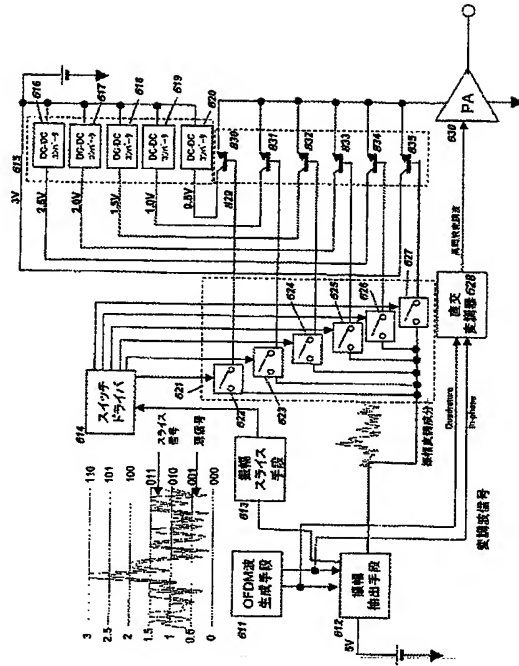 616
DC-DC
コンバータ
617
DC-DC
コンバータ
618
DC-DC
コンバータ
619
DC-DC
コンバータ
620
DC-DC
コンバータ
615
3V
2.5V
2.0V
1.5V
1.0V
0.5V
629
630
631
632
633
634
635
PA
636
高周波変調波
614
スイッチ
ドライバ
621
622
623
624
625
626
627
直交
変調器 628
3
2.5
2
1.5
1
0.5
0
110
101
100
011
010
001
000
スライス
信号
原信号
613
振幅
スライス
手段
611
OFDM波
生成手段
612
振幅
抽出手段
5V
振幅変調成分
Quadrature
In-phase
変調波信号